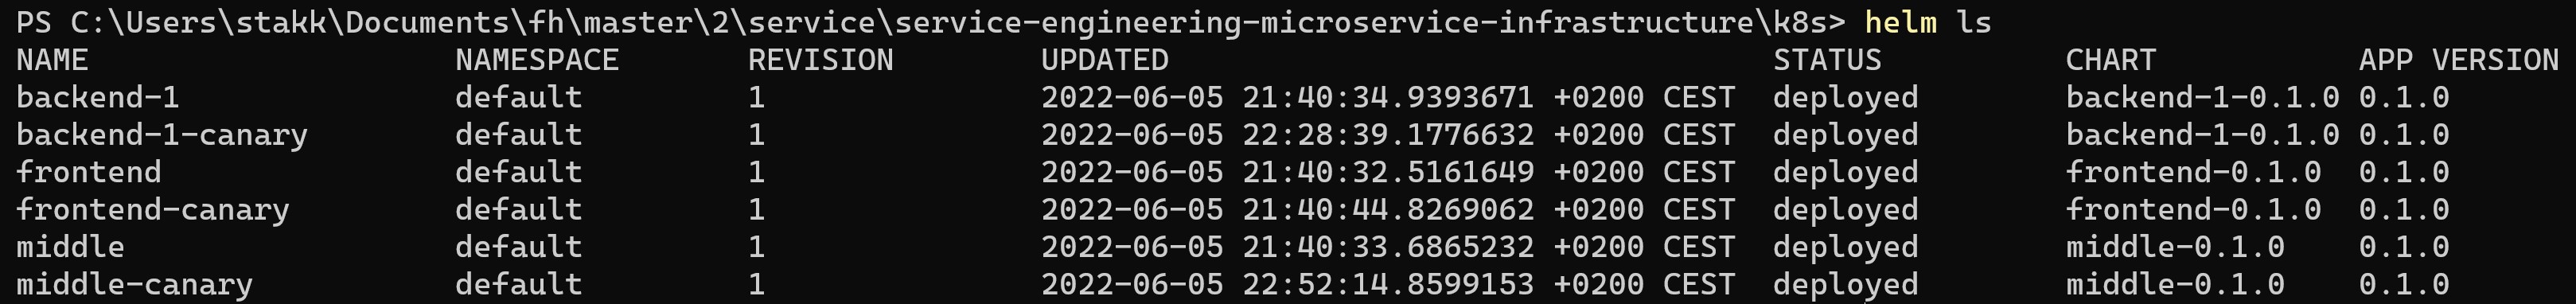 PS C:\Users\stakk\Documents\fh\master\2\service\service-engineering-microservice-infrastructure\k8s> helm ls
NAME NAMESPACE REVISION UPDATED STATUS CHART APP VERSION
backend-1 default 1 2022-06-05 21:40:34.9393671 +0200 CEST deployed backend-1-0.1.0 0.1.0
backend-1-canary default 1 2022-06-05 22:28:39.1776632 +0200 CEST deployed backend-1-0.1.0 0.1.0
frontend default 1 2022-06-05 21:40:32.5161649 +0200 CEST deployed frontend-0.1.0 0.1.0
frontend-canary default 1 2022-06-05 21:40:44.8269062 +0200 CEST deployed frontend-0.1.0 0.1.0
middle default 1 2022-06-05 21:40:33.6865232 +0200 CEST deployed middle-0.1.0 0.1.0
middle-canary default 1 2022-06-05 22:52:14.8599153 +0200 CEST deployed middle-0.1.0 0.1.0